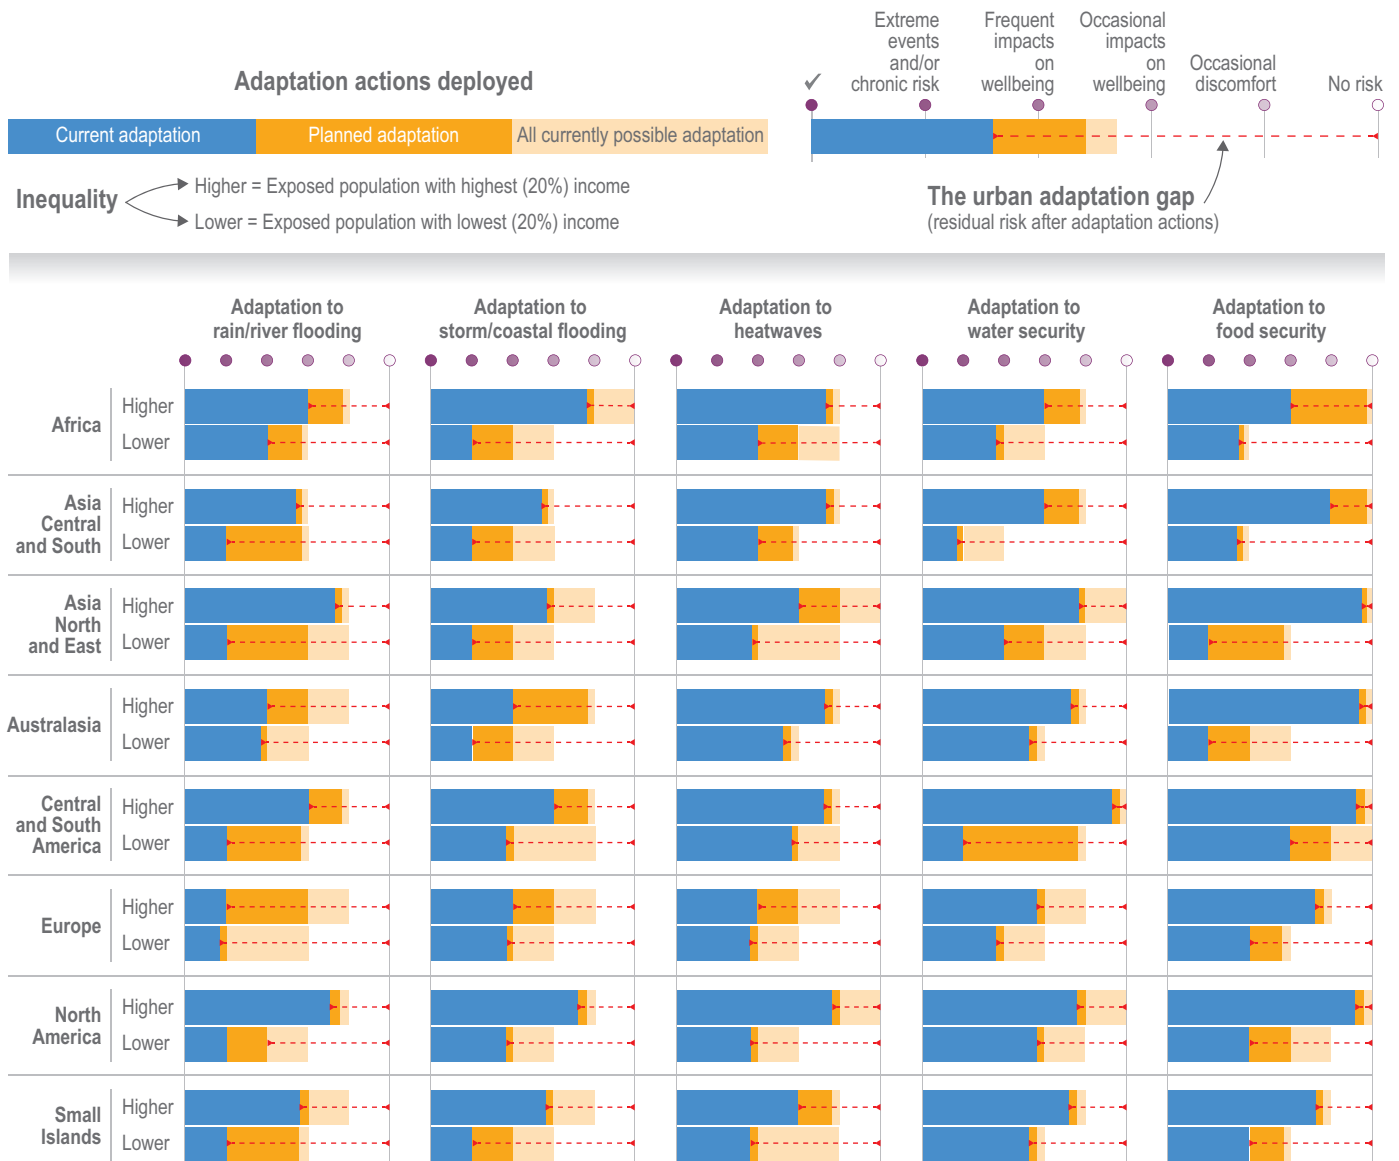 Adaptation actions deployed
Current adaptation
Planned adaptation
All currently possible adaptation
Inequality
Higher = Exposed population with highest (20%) income
Lower = Exposed population with lowest (20%) income
✓
Extreme
events
and/or
chronic risk
Frequent
impacts
on
wellbeing
Occasional
impacts
on
wellbeing
Occasional
discomfort
No risk
The urban adaptation gap
(residual risk after adaptation actions)
Adaptation to
rain/river flooding
Adaptation to
storm/coastal flooding
Adaptation to
heatwaves
Adaptation to
water security
Adaptation to
food security
Africa
Higher
Lower
Asia
Central
and South
Higher
Lower
Asia
North
and East
Higher
Lower
Australasia
Higher
Lower
Central
and South
America
Higher
Lower
Europe
Higher
Lower
North
America
Higher
Lower
Small
Islands
Higher
Lower